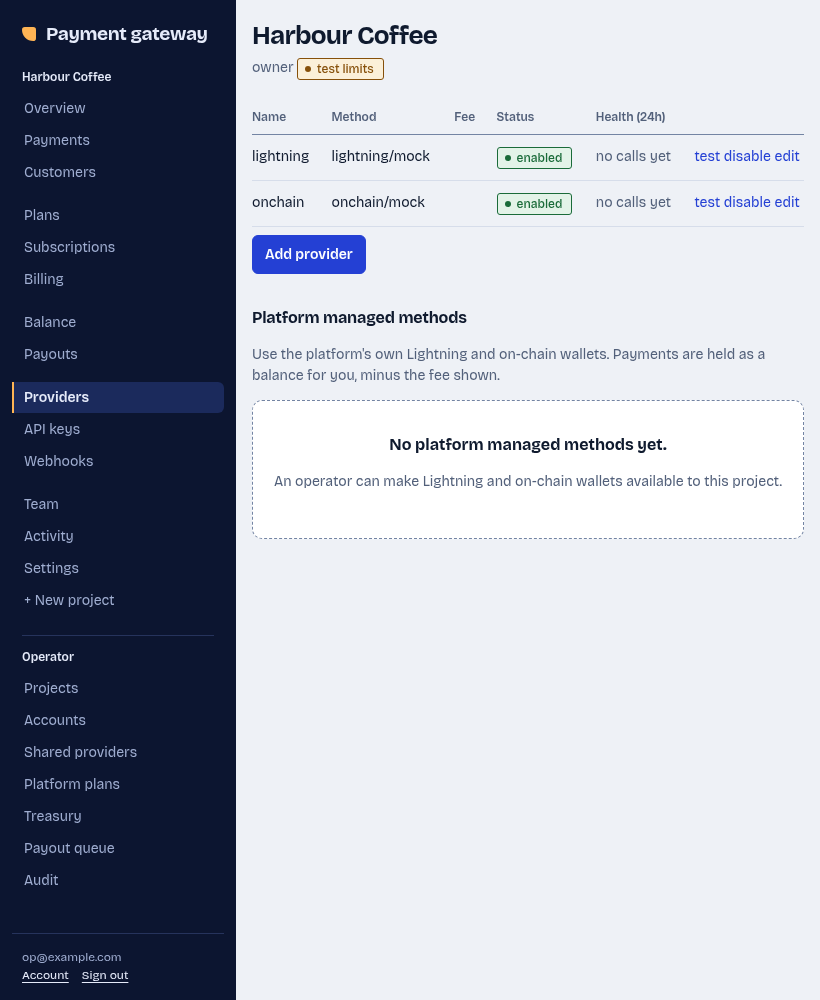 Payment gateway
Harbour Coffee
Overview
Payments
Customers
Plans
Subscriptions
Billing
Balance
Payouts
Providers
API keys
Webhooks
Team
Activity
Settings
+ New project
Operator
Projects
Accounts
Shared providers
Platform plans
Treasury
Payout queue
Audit
op@example.com
Account Sign out
Harbour Coffee
owner test limits
Name Method Fee Status Health (24h)
lightning lightning/mock enabled no calls yet test disable edit
onchain onchain/mock enabled no calls yet test disable edit
Add provider
Platform managed methods
Use the platform's own Lightning and on-chain wallets. Payments are held as a
balance for you, minus the fee shown.
No platform managed methods yet.
An operator can make Lightning and on-chain wallets available to this project.